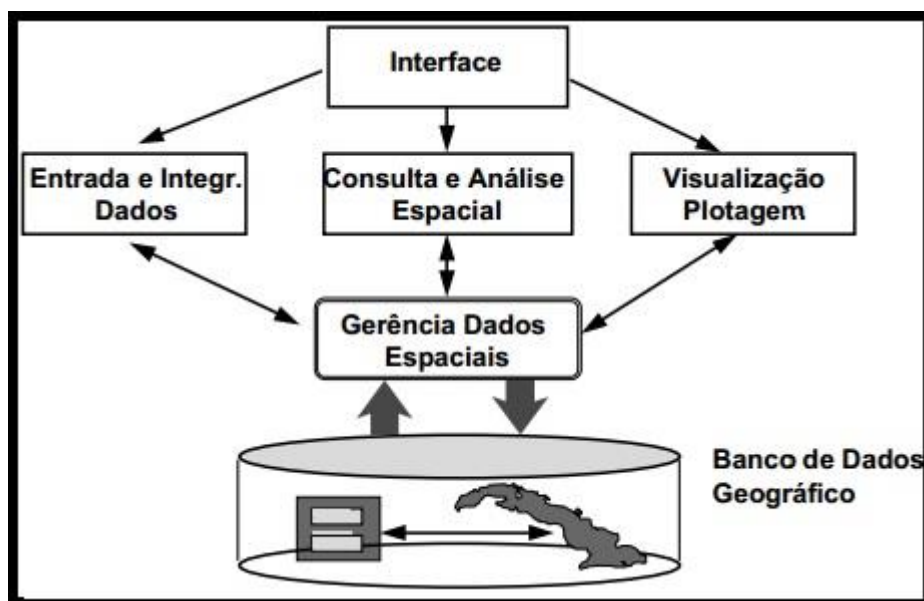 Interface
Entrada e Integr.
Dados
Consulta e Análise
Espacial
Visualização
Plotagem
Gerência Dados
Espaciais
Banco de Dados
Geográfico